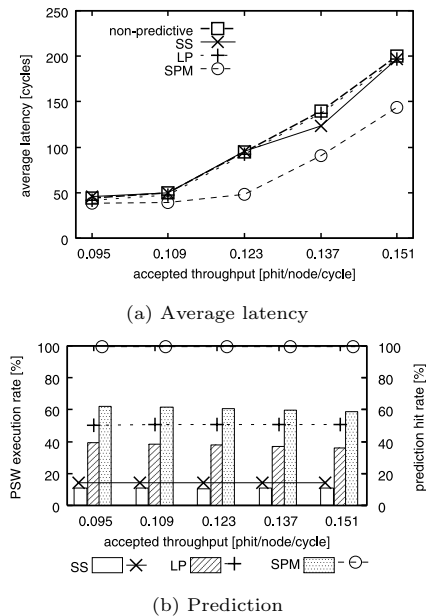 250
200
150
100
50
0
average latency [cycles]
non-predictive
SS
LP
SPM
0.095 0.109 0.123 0.137 0.151
accepted throughput [phit/node/cycle]
(a) Average latency
100
80
60
40
20
0
PSW execution rate [%]
100
80
60
40
20
0
prediction hit rate [%]
0.095 0.109 0.123 0.137 0.151
accepted throughput [phit/node/cycle]
SS LP SPM
(b) Prediction